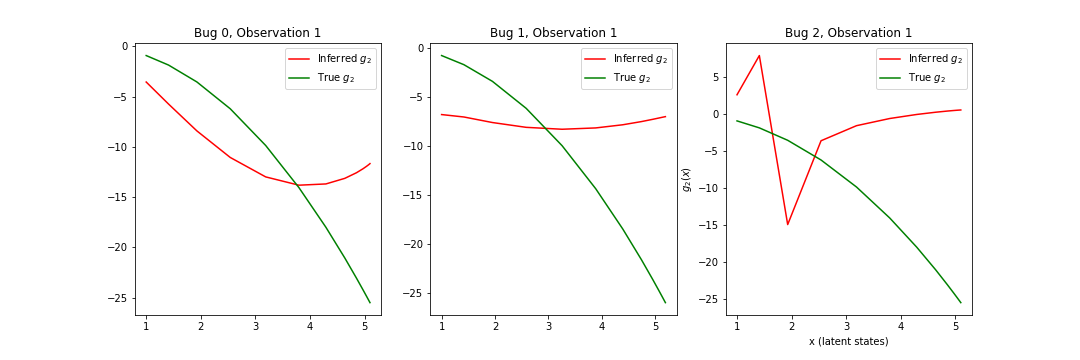 Bug 0, Observation 1
Inferred g₂
True g₂
0
−5
−10
−15
−20
−25
1 2 3 4 5
Bug 1, Observation 1
Inferred g₂
True g₂
0
−5
−10
−15
−20
−25
1 2 3 4 5
Bug 2, Observation 1
Inferred g₂
True g₂
g₂(x)
5
0
−5
−10
−15
−20
−25
1 2 3 4 5
x (latent states)